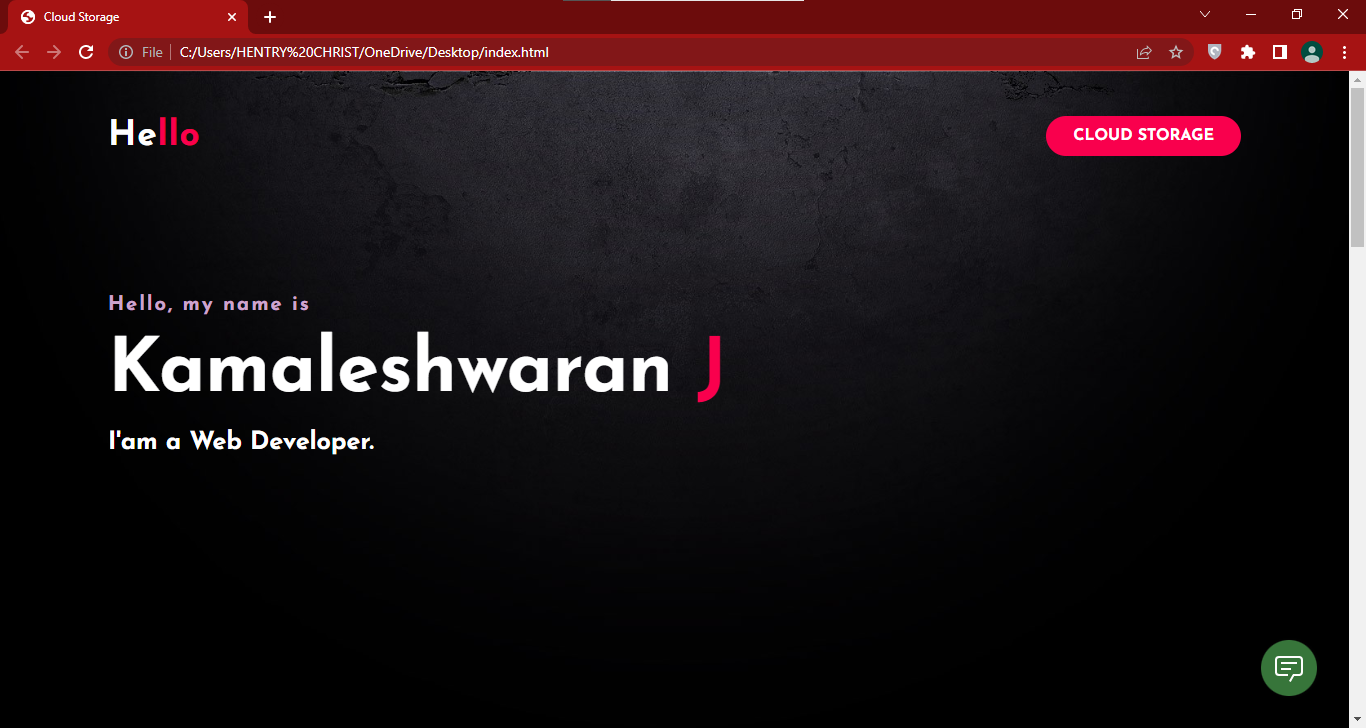 Cloud Storage
File C:/Users/HENTRY%20CHRIST/OneDrive/Desktop/index.html
Hello
CLOUD STORAGE
Hello, my name is
Kamaleshwaran J
I'am a Web Developer.